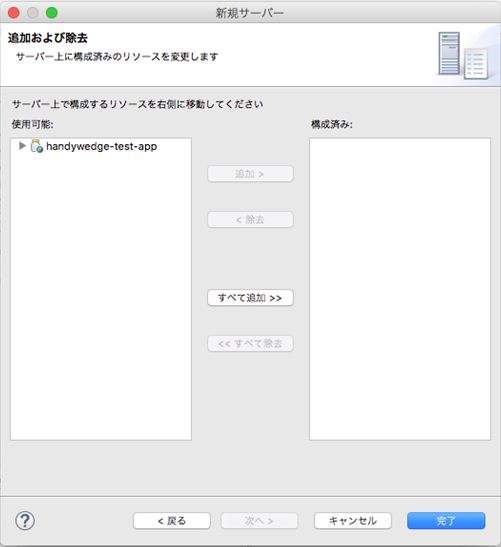 新規サーバー
追加および除去
サーバー上に構成済みのリソースを変更します
サーバー上で構成するリソースを右側に移動してください
使用可能:
構成済み:
handywedge-test-app
追加 >
< 除去
すべて追加 >>
<< すべて除去
?
< 戻る
次へ >
キャンセル
完了